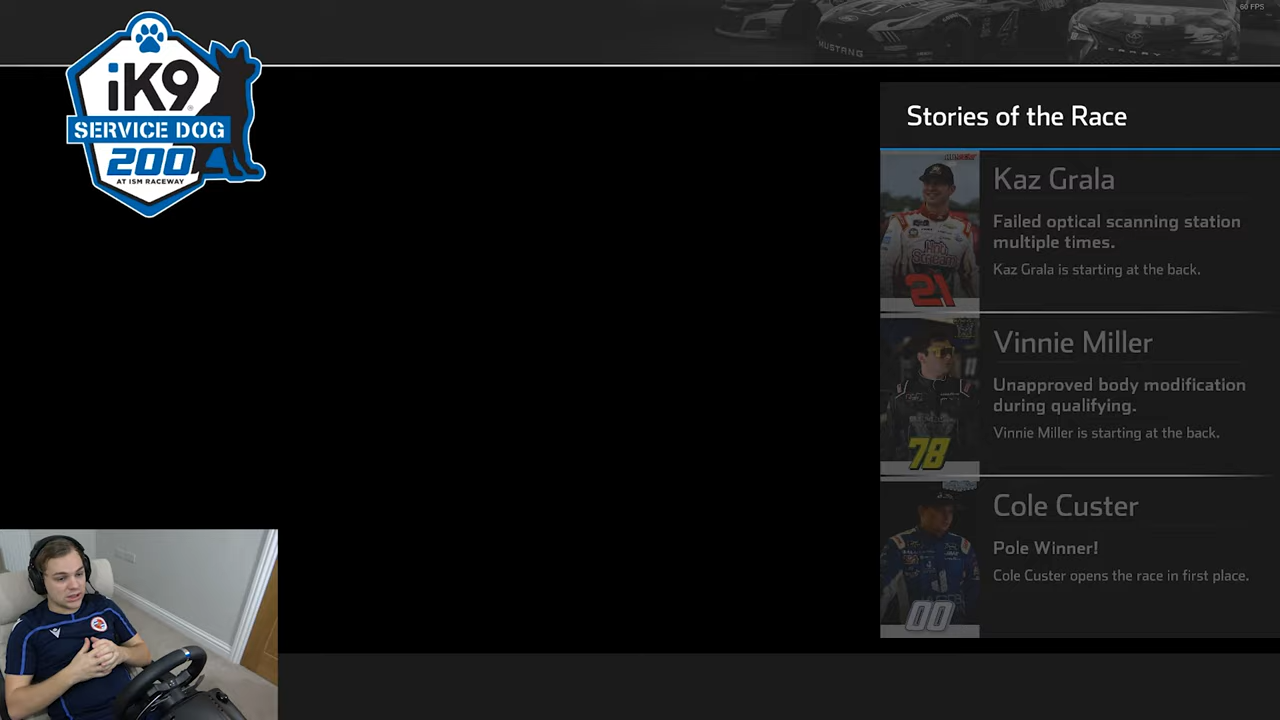 60 FPS
MUSTANG
iK9
SERVICE DOG
200
AT ISM RACEWAY
Stories of the Race
Kaz Grala
Failed optical scanning station
multiple times.
Kaz Grala is starting at the back.
21
Vinnie Miller
Unapproved body modification
during qualifying.
Vinnie Miller is starting at the back.
78
Cole Custer
Pole Winner!
Cole Custer opens the race in first place.
00